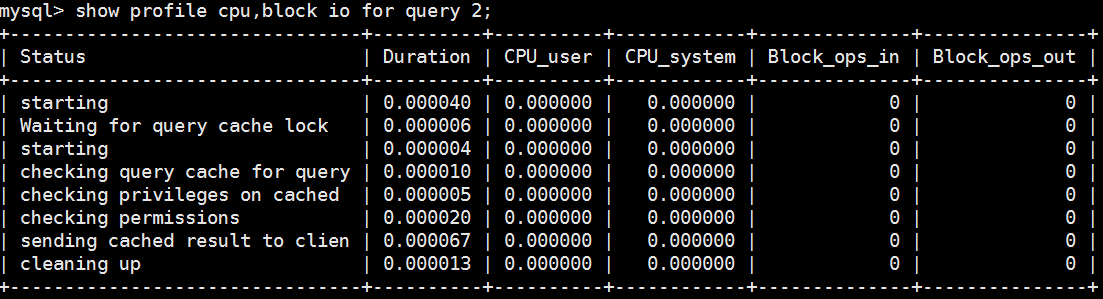 mysql> show profile cpu,block io for query 2;
+--------------------------------+----------+----------+------------+--------------+---------------+
| Status                         | Duration | CPU_user | CPU_system | Block_ops_in | Block_ops_out |
+--------------------------------+----------+----------+------------+--------------+---------------+
| starting                       | 0.000040 | 0.000000 |   0.000000 |            0 |             0 |
| Waiting for query cache lock   | 0.000006 | 0.000000 |   0.000000 |            0 |             0 |
| starting                       | 0.000004 | 0.000000 |   0.000000 |            0 |             0 |
| checking query cache for query | 0.000010 | 0.000000 |   0.000000 |            0 |             0 |
| checking privileges on cached  | 0.000005 | 0.000000 |   0.000000 |            0 |             0 |
| checking permissions           | 0.000020 | 0.000000 |   0.000000 |            0 |             0 |
| sending cached result to clien | 0.000067 | 0.000000 |   0.000000 |            0 |             0 |
| cleaning up                    | 0.000013 | 0.000000 |   0.000000 |            0 |             0 |
+--------------------------------+----------+----------+------------+--------------+---------------+